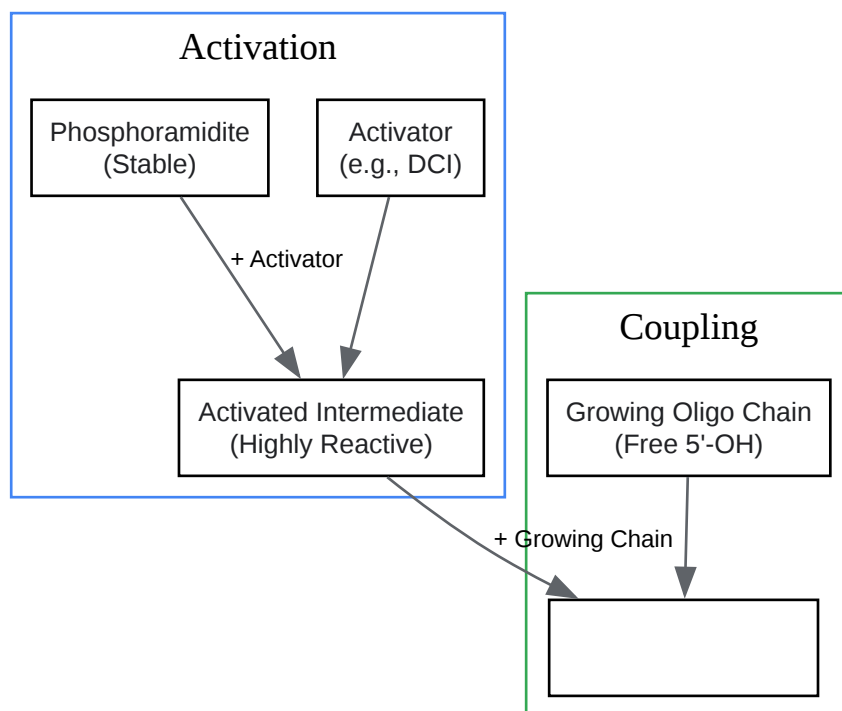 Activation
Phosphoramidite
(Stable)
Activator
(e.g., DCI)
+ Activator
Activated Intermediate
(Highly Reactive)
Coupling
Growing Oligo Chain
(Free 5'-OH)
+ Growing Chain